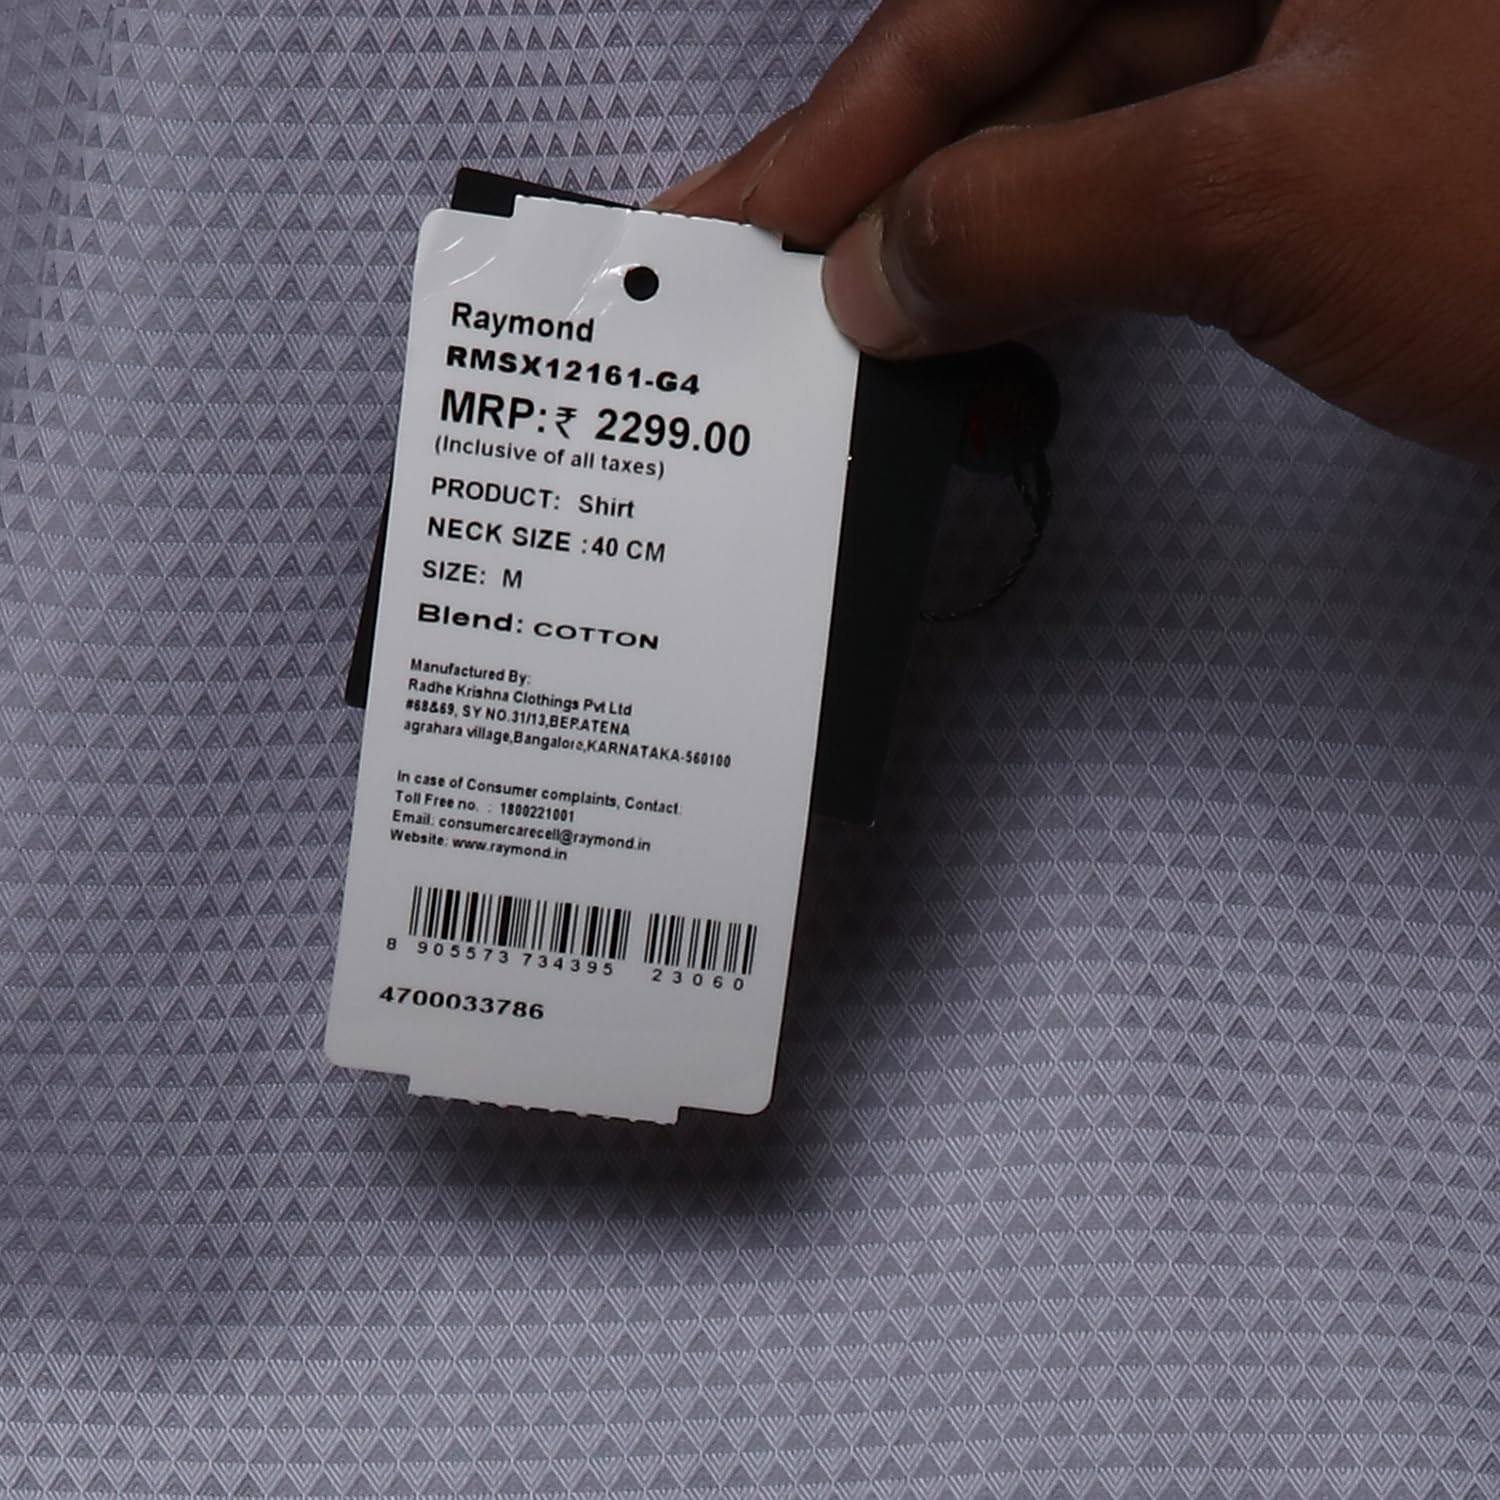 Raymond
RMSX12161-G4
MRP:₹ 2299.00
(Inclusive of all taxes)
PRODUCT: Shirt
NECK SIZE :40 CM
SIZE: M
Blend: COTTON
Manufactured By:
Radhe Krishna Clothings Pvt Ltd
#68&69, SY NO.31/13,BERATENA
agrahara village,Bangalore,KARNATAKA-560100
In case of Consumer complaints, Contact:
Toll Free no. : 1800221001
Email: consumercarecell@raymond.in
Website: www.raymond.in
8 905573 734395 23060
4700033786